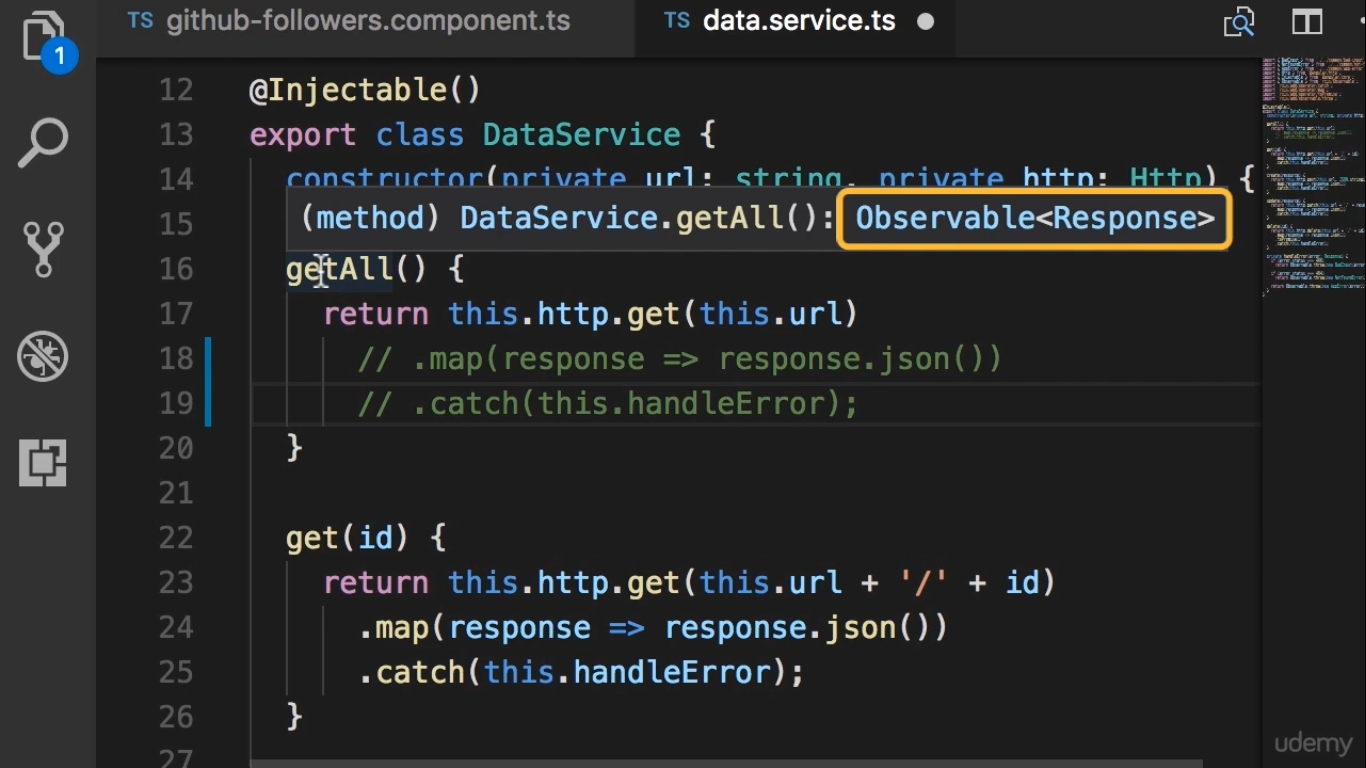 TS github-followers.component.ts
TS data.service.ts
1
12 @Injectable()
13 export class DataService {
14 constructor(private url: string, private http: Http) {
(method) DataService.getAll(): Observable<Response>
15
16 getAll() {
17 return this.http.get(this.url)
18 // .map(response => response.json())
19 // .catch(this.handleError);
20 }
21
22 get(id) {
23 return this.http.get(this.url + '/' + id)
24 .map(response => response.json())
25 .catch(this.handleError);
26 }
27
udemy